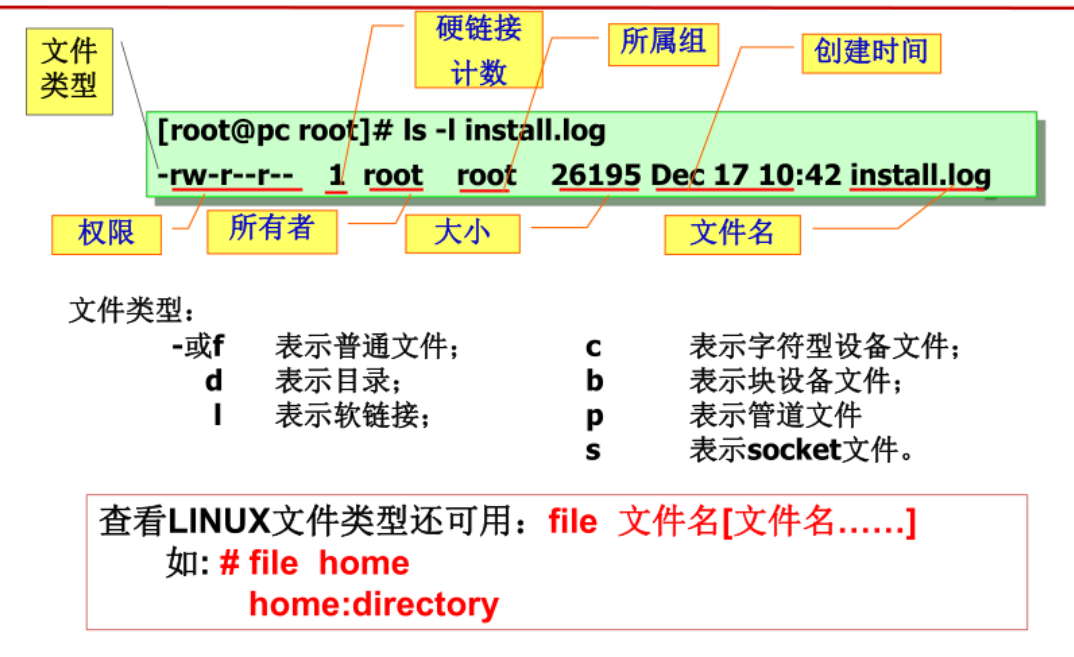 文件
类型
硬链接
计数
所属组
创建时间
[root@pc root]# ls -l install.log
-rw-r--r-- 1 root root 26195 Dec 17 10:42 install.log
权限
所有者
大小
文件名
文件类型：
-或f 表示普通文件； c 表示字符型设备文件；
d 表示目录； b 表示块设备文件；
l 表示软链接； p 表示管道文件
s 表示socket文件。
查看LINUX文件类型还可用：file 文件名[文件名……]
如: # file home
home:directory